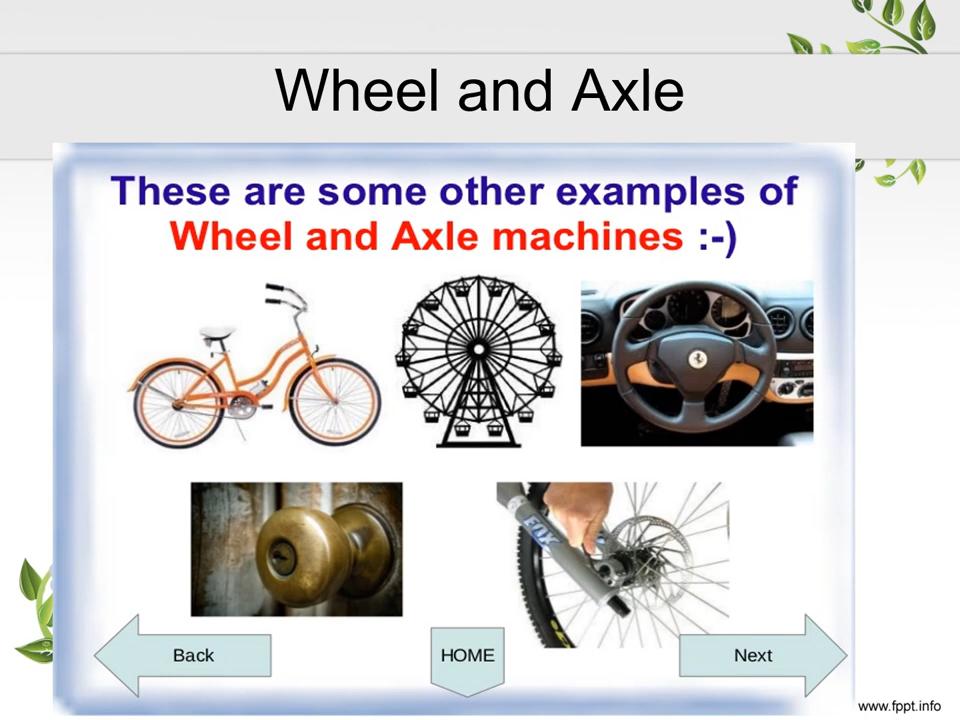 Wheel and Axle
These are some other examples of
Wheel and Axle machines :-)
Back
HOME
Next
www.fppt.info